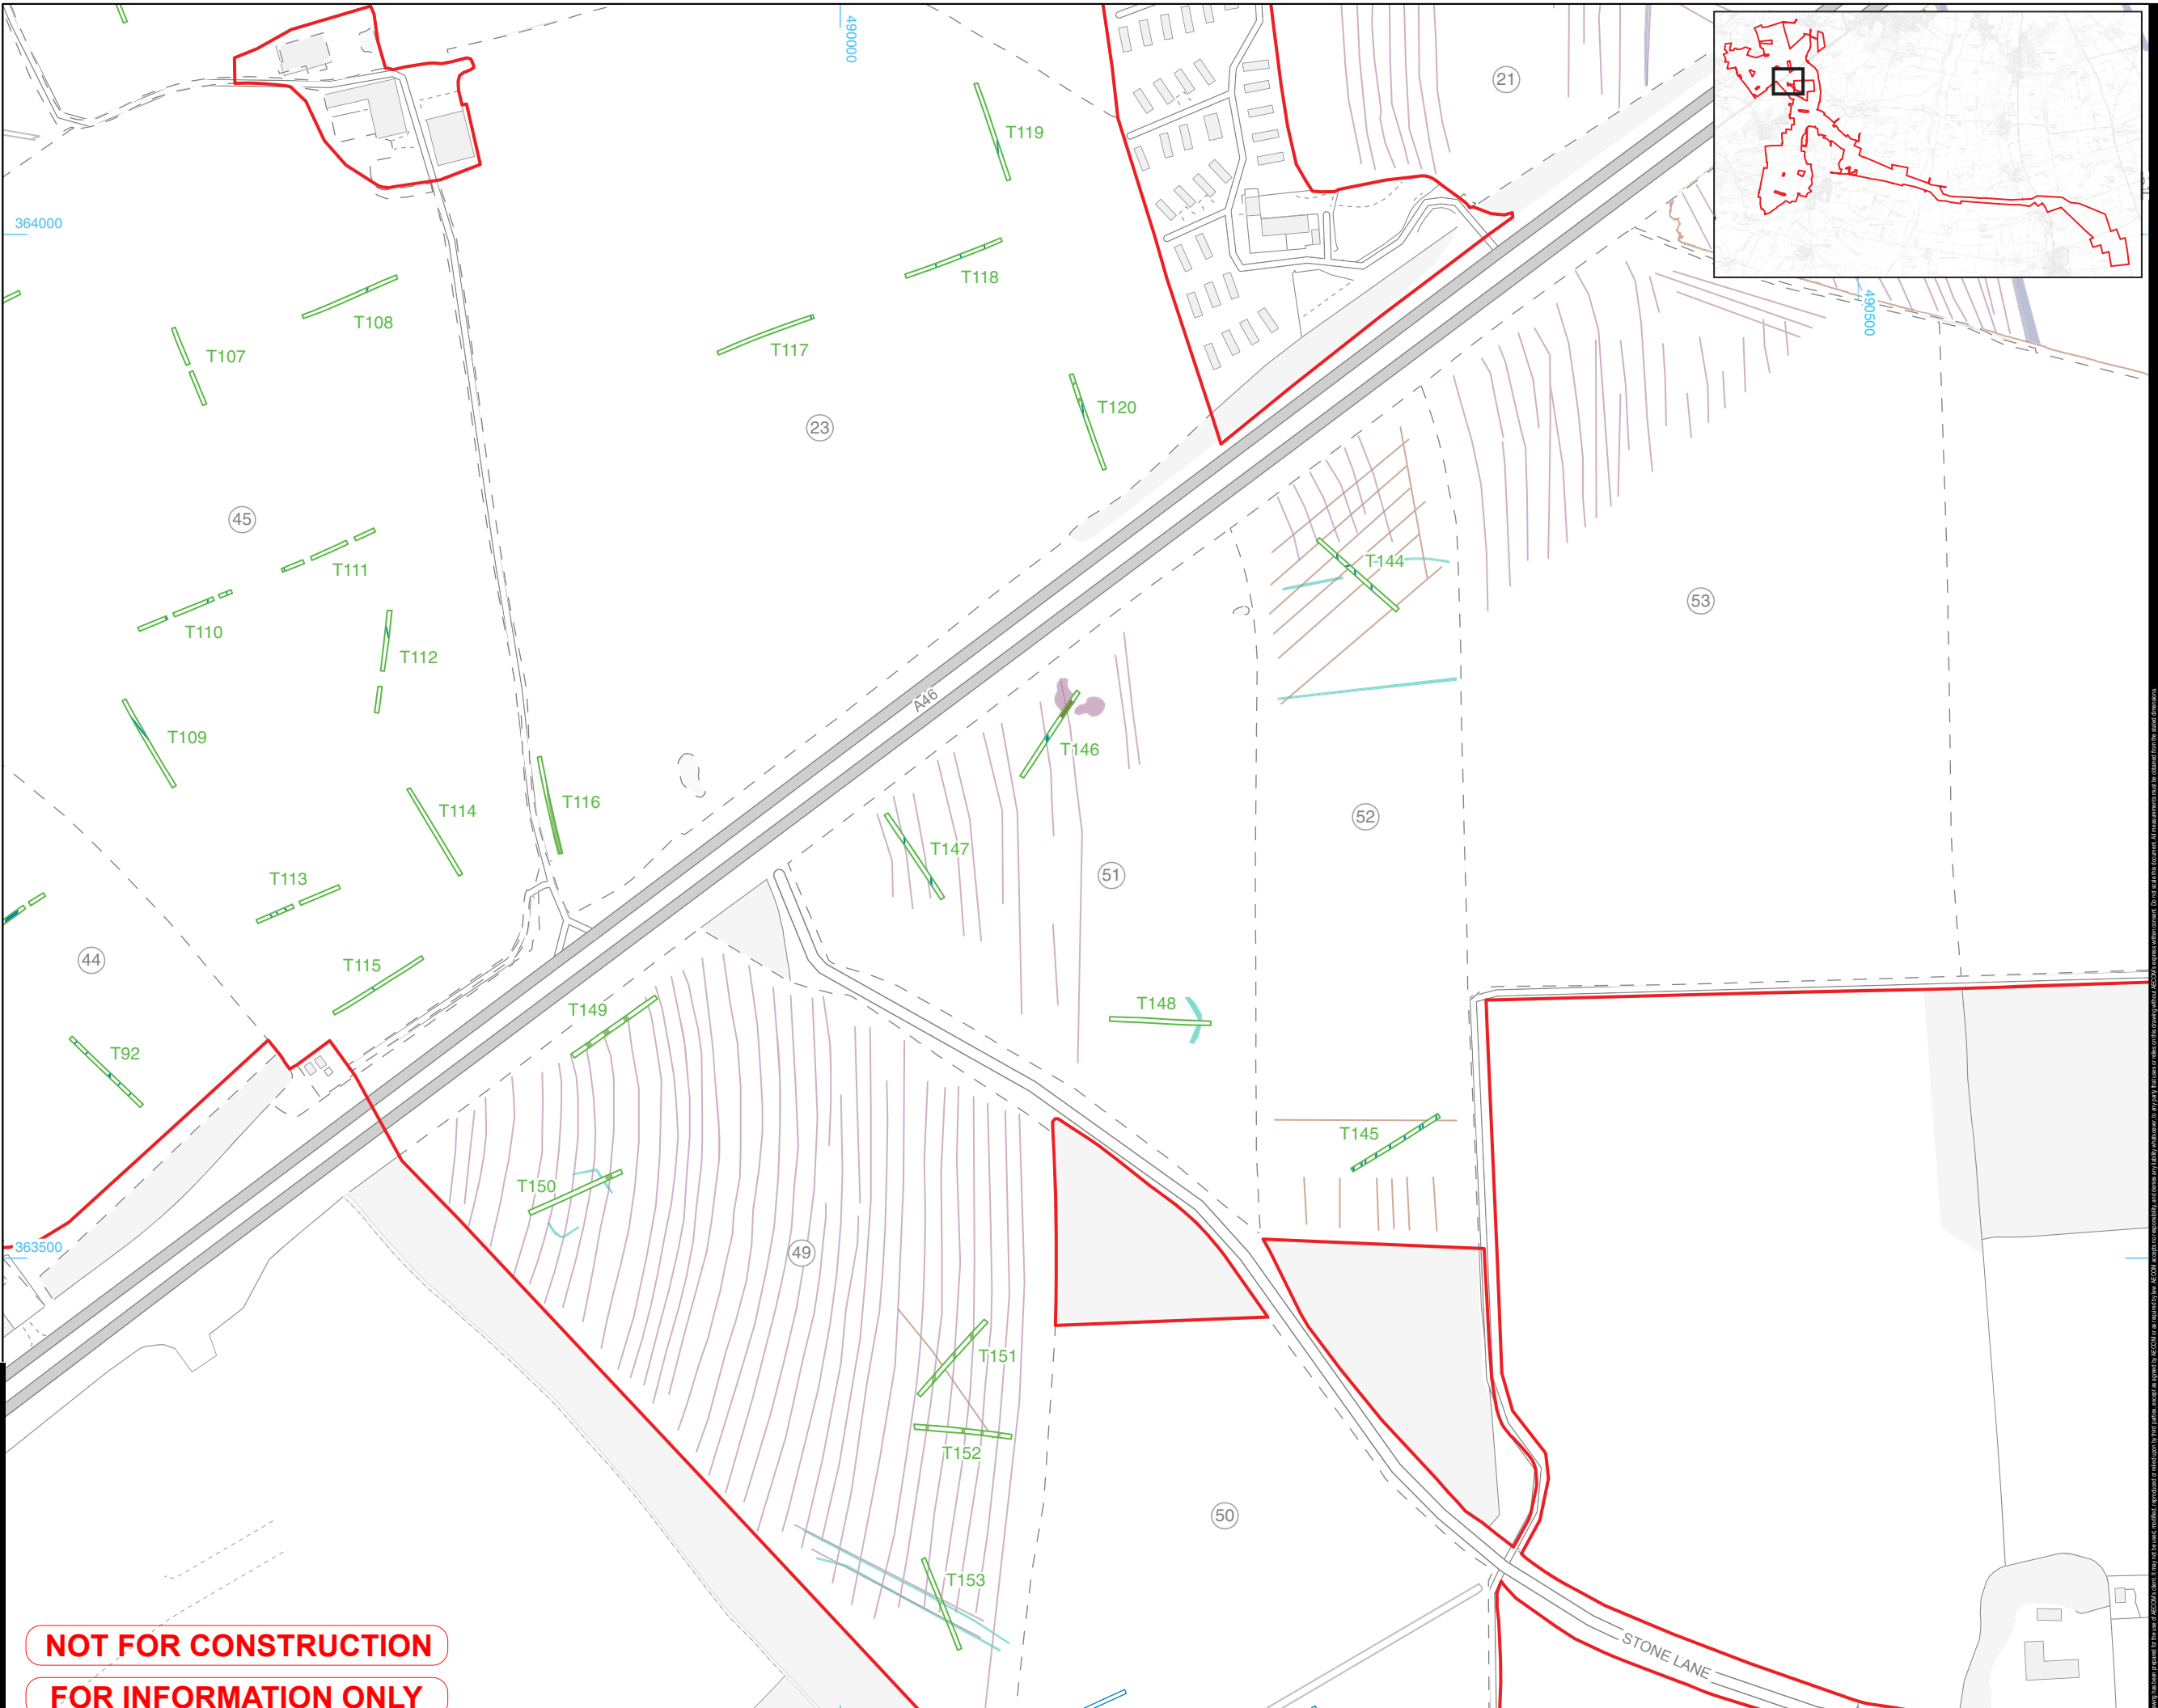 490000
21
T119
364000
T118
T108
490500
T107
T117
T120
23
45
T144
T111
53
T110
T112
A46
T109
T146
T116
T114
52
T147
51
T113
44
T115
T148
T149
T92
T145
T150
363500
49
T151
T152
50
T153
NOT FOR CONSTRUCTION
STONE LANE
FOR INFORMATION ONLY